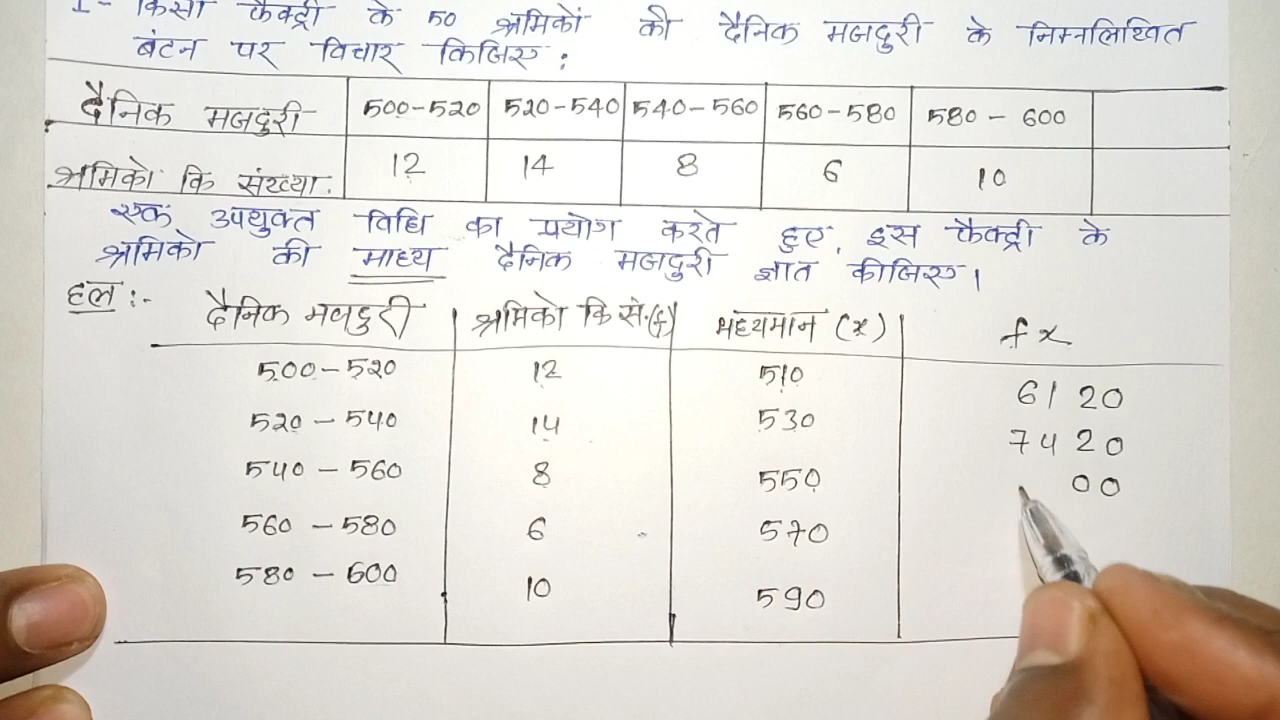 1- किसी फैक्ट्री के 50 श्रमिकों की दैनिक मजदुरी के निम्नलिखित
बंटन पर विचार किजिए :
दैनिक मजदुरी 500-520 520-540 540-560 560-580 580-600
श्रमिको कि संख्या. 12 14 8 6 10
एक उपयुक्त विधि का प्रयोग करते हुए, इस फैक्ट्री के
श्रमिको की माध्य दैनिक मजदुरी ज्ञात कीजिए।
हल :-
दैनिक मजदुरी श्रमिको कि सं.(f) मध्यमान (x) fx
500-520 12 510 6120
520-540 14 530 7420
540-560 8 550 00
560-580 6 570
580-600 10 590